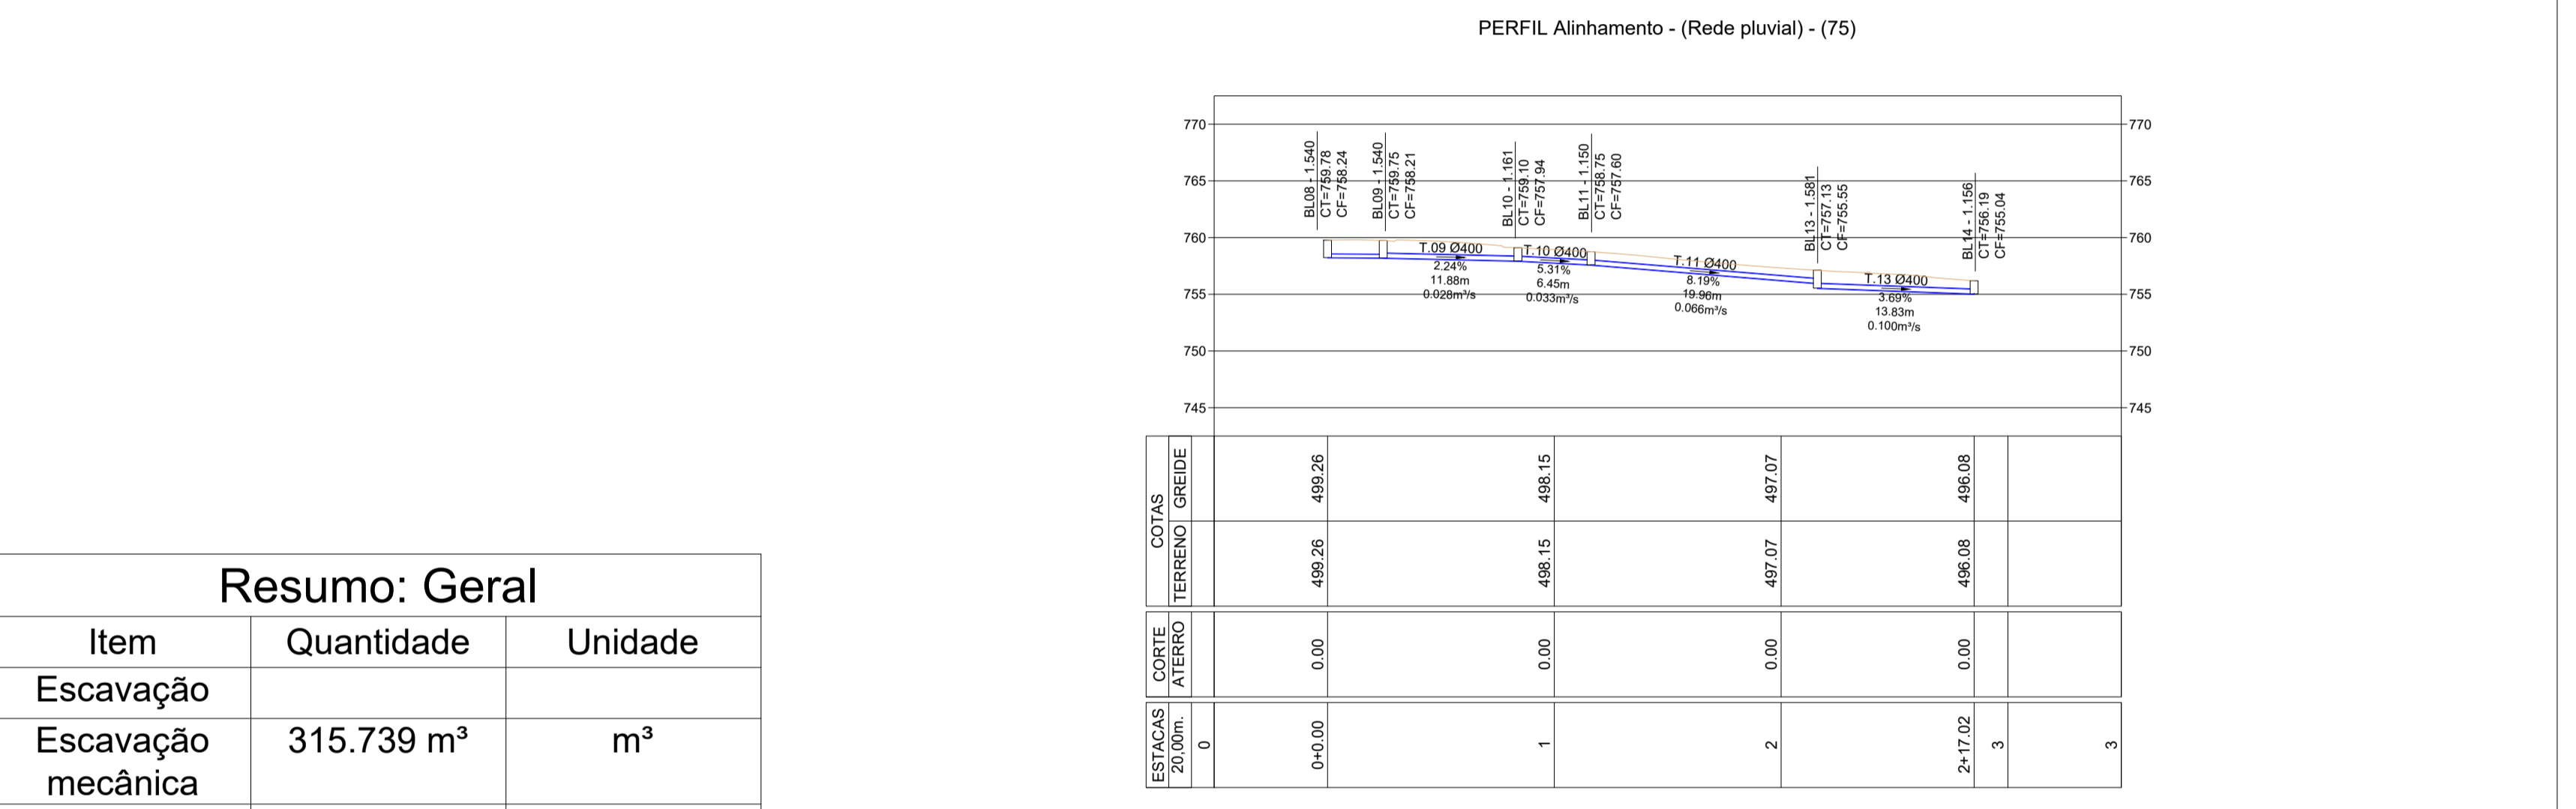 PERFIL Alinhamento - (Rede pluvial) - (75)
770
770
765
765
760
760
755
755
750
750
745
745
BL08 - 1.540
CT=759.78
CF=758.24
BL09 - 1.540
CT=759.75
CF=758.21
BL10 - 1.161
CT=759.10
CF=757.94
BL11 - 1.150
CT=758.75
CF=757.60
BL13 - 1.581
CT=757.13
CF=755.55
BL14 - 1.156
CT=756.19
CF=755.04
T.09 Ø400
2.24%
11.88m
0.028m³/s
T.10 Ø400
5.31%
6.45m
0.033m³/s
T.11 Ø400
8.19%
19.96m
0.066m³/s
T.13 Ø400
3.69%
13.83m
0.100m³/s
COTAS
GREIDE
499.26
498.15
497.07
496.08
TERRENO
499.26
498.15
497.07
496.08
CORTE
ATERRO
0.00
0.00
0.00
0.00
ESTACAS
20,00m.
0
0+0.00
1
2
2+17.02
3
3
Resumo: Geral
Item Quantidade Unidade
Escavação
Escavação 315.739 m³ m³
mecânica